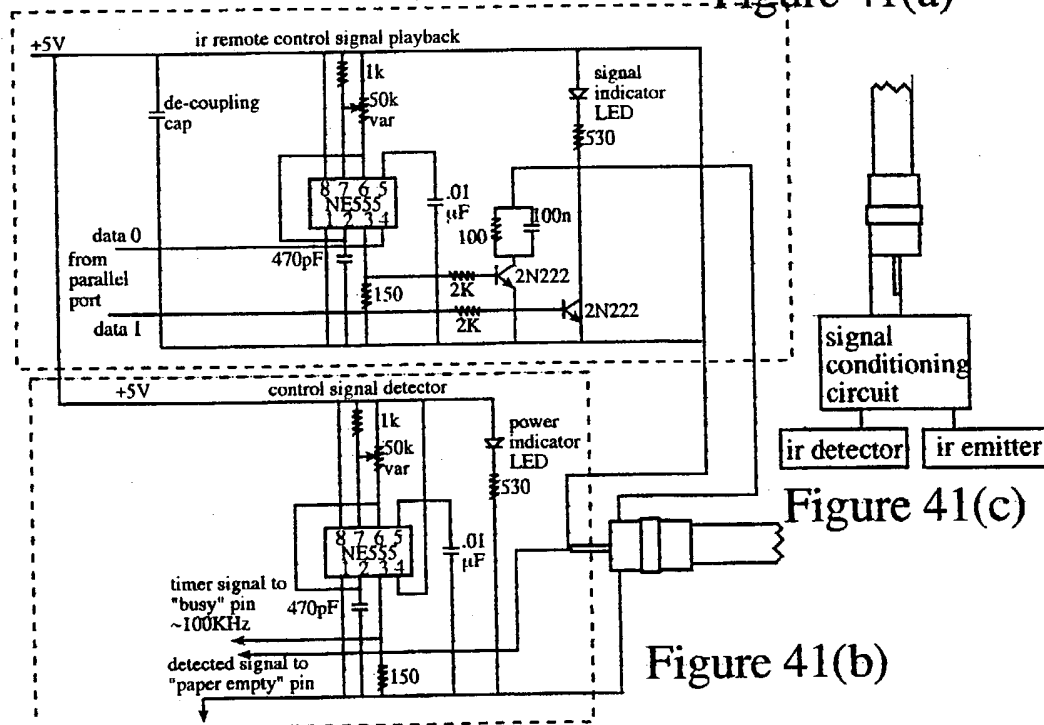 Figure 41(a)
+5V
ir remote control signal playback
1k
50k
var
de-coupling
cap
signal
indicator
LED
530
8 7 6 5
NE555
1 2 3 4
.01
µF
100
100n
data 0
from
parallel
port
data 1
470pF
150
2K
2N222
2K
2N222
signal
conditioning
circuit
ir detector
ir emitter
Figure 41(c)
+5V
control signal detector
1k
50k
var
power
indicator
LED
530
8 7 6 5
NE555
1 2 3 4
.01
µF
470pF
timer signal to
"busy" pin
~100KHz
detected signal to
"paper empty" pin
150
Figure 41(b)